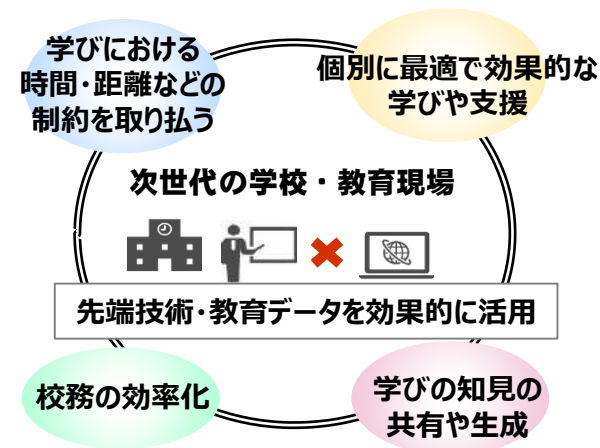 学びにおける
時間・距離などの
制約を取り払う
個別に最適で効果的な
学びや支援
次世代の学校・教育現場
先端技術・教育データを効果的に活用
校務の効率化
学びの知見の
共有や生成